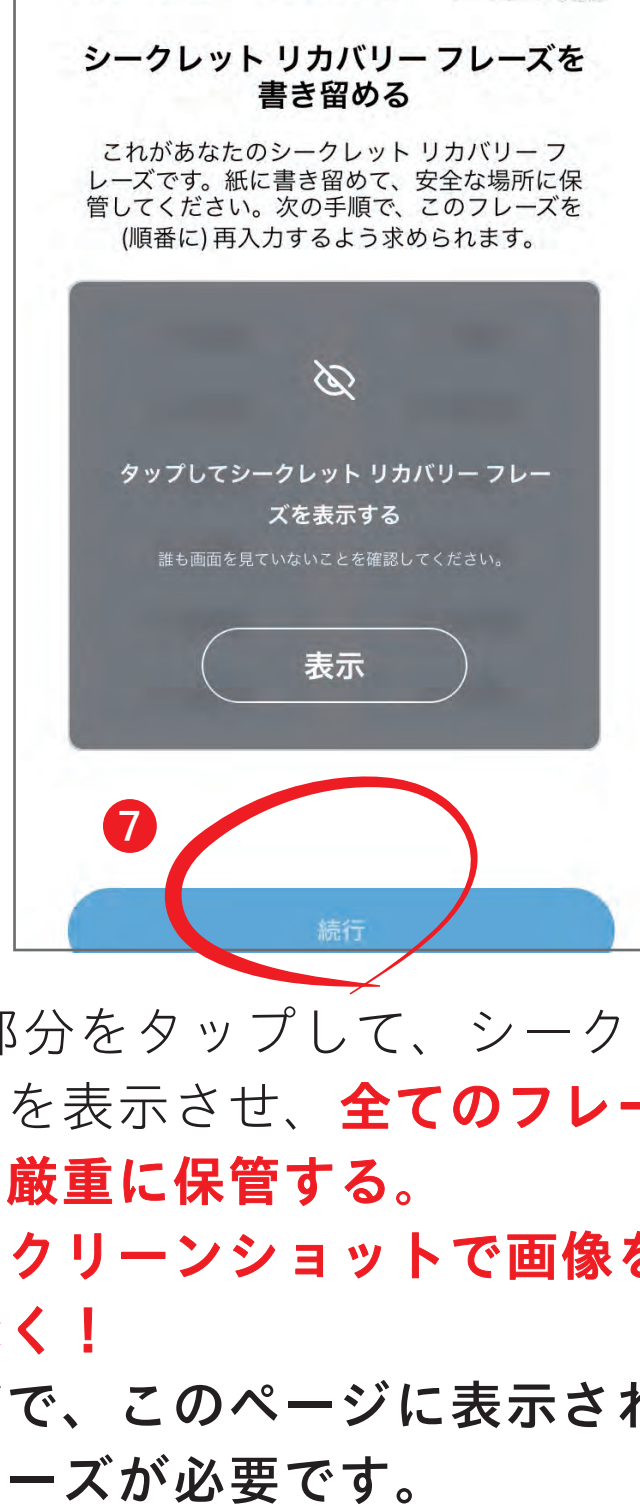 シークレット リカバリー フレーズを
書き留める
これがあなたのシークレット リカバリー フ
レーズです。紙に書き留めて、安全な場所に保
管してください。次の手順で、このフレーズを
(順番に) 再入力するよう求められます。
タップしてシークレット リカバリー フレー
ズを表示する
誰も画面を見ていないことを確認してください。
表示
7
続行
部分をタップして、シーク
を表示させ、全てのフレー
厳重に保管する。
クリーンショットで画像を
く！
で、このページに表示され
ーズが必要です。